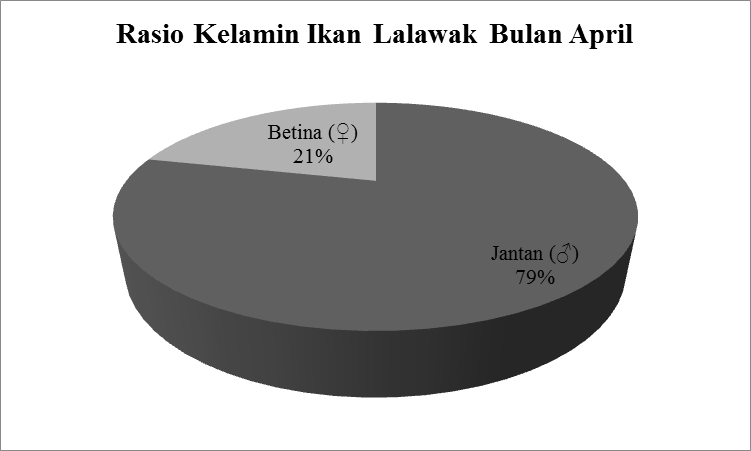 Rasio Kelamin Ikan Lalawak Bulan April
Betina (♀)
21%
Jantan (♂)
79%